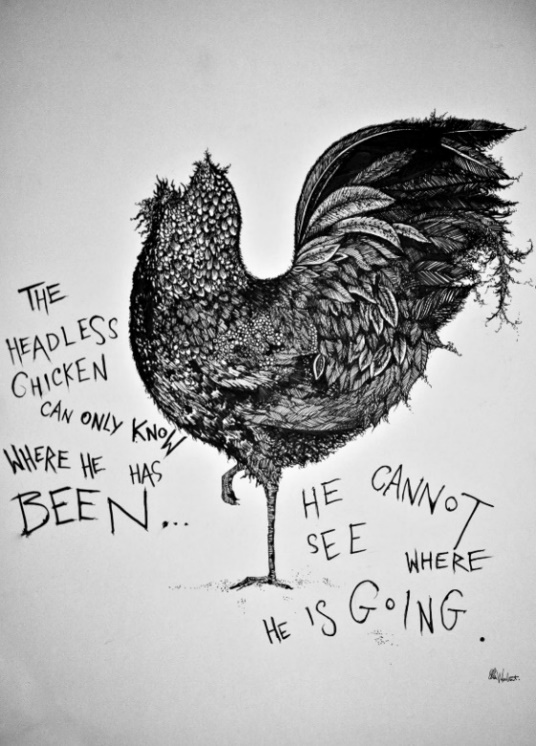 THE
HEADLESS
CHICKEN
CAN ONLY KNOW
WHERE HE HAS
BEEN...
HE CANNOT
SEE WHERE
HE IS GOING.